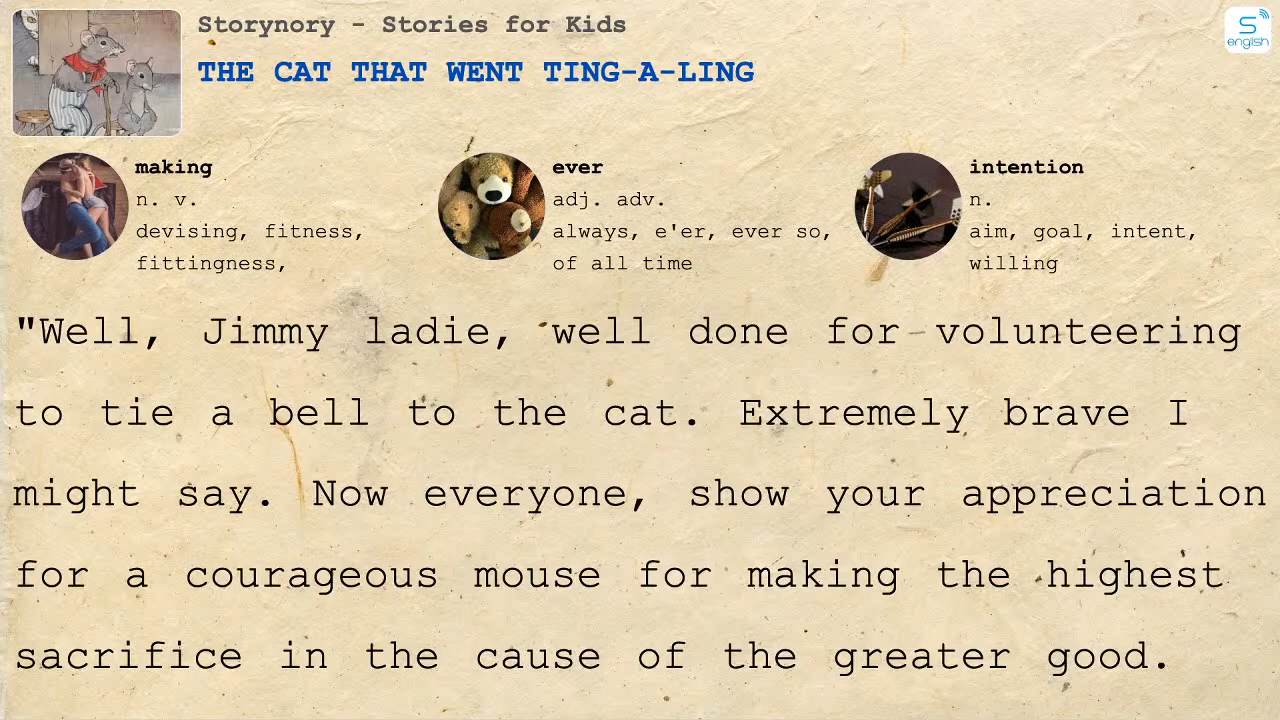 Storynory - Stories for Kids
THE CAT THAT WENT TING-A-LING
S
english
making
n. v.
devising, fitness,
fittingness,
ever
adj. adv.
always, e'er, ever so,
of all time
intention
n.
aim, goal, intent,
willing
"Well, Jimmy ladie, well done for volunteering
to tie a bell to the cat. Extremely brave I
might say. Now everyone, show your appreciation
for a courageous mouse for making the highest
sacrifice in the cause of the greater good.